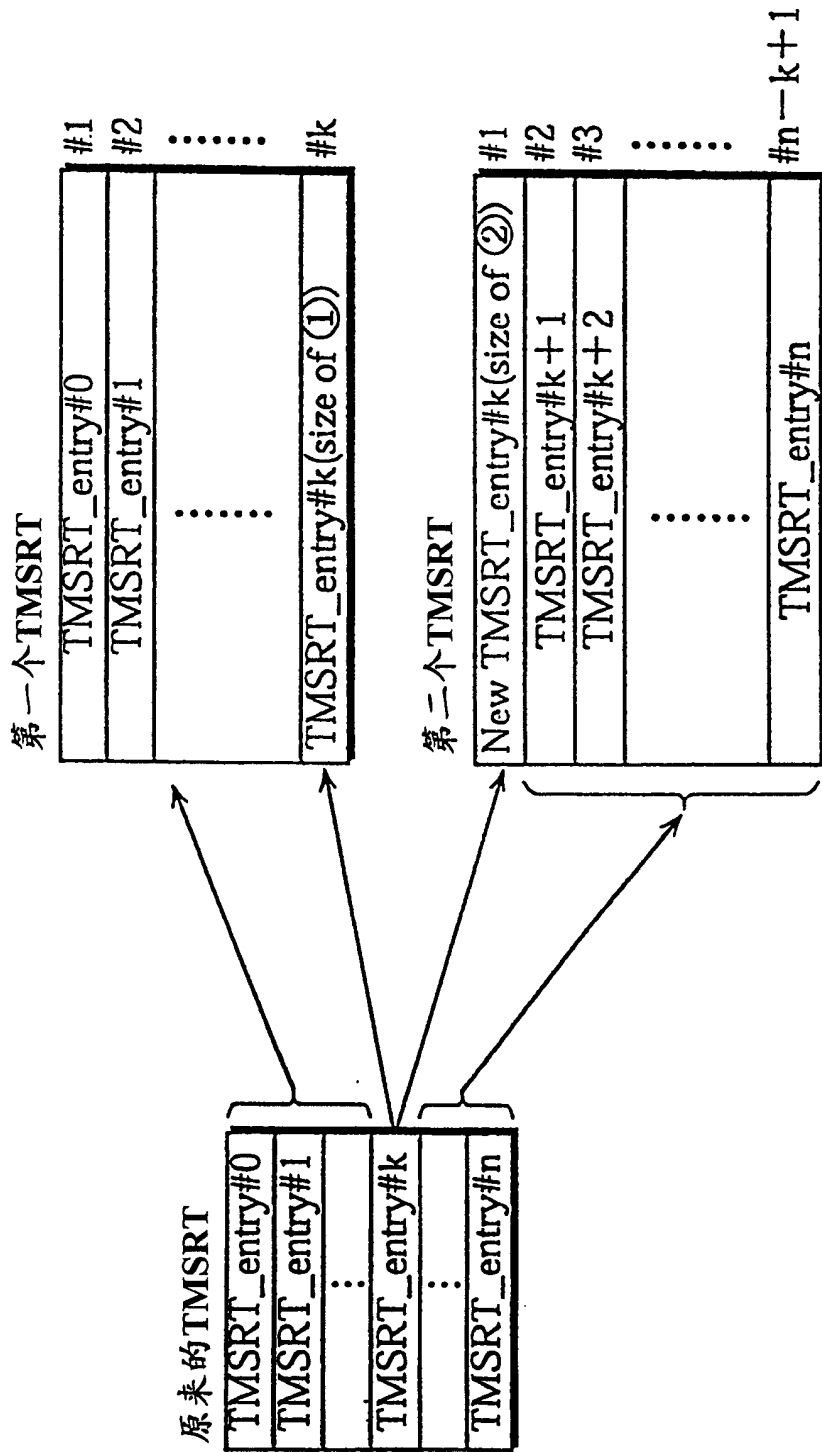 原来的TMSRT
TMSRT_entry#0
TMSRT_entry#1
⋯
TMSRT_entry#k
⋯
TMSRT_entry#n
第一个TMSRT
TMSRT_entry#0 #1
TMSRT_entry#1 #2
⋯⋯⋯ ⋯⋯⋯
TMSRT_entry#k(size of ①)) #k
第二个TMSRT
New TMSRT_entry#k(size of ②)) #1
TMSRT_entry#k+1 #2
TMSRT_entry#k+2 #3
⋯⋯⋯ ⋯⋯⋯
TMSRT_entry#n #n−k+1